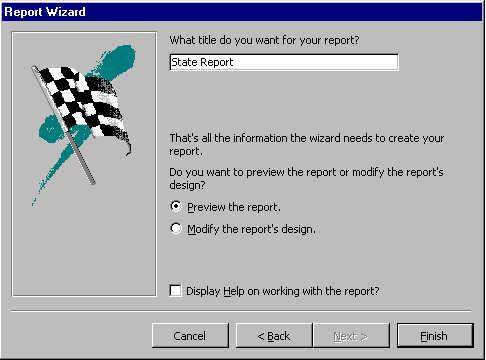 Report Wizard
What title do you want for your report?
State Report
That's all the information the wizard needs to create your
report.
Do you want to preview the report or modify the report's
design?
Preview the report.
Modify the report's design.
Display Help on working with the report?
Cancel
< Back
Next >
Finish